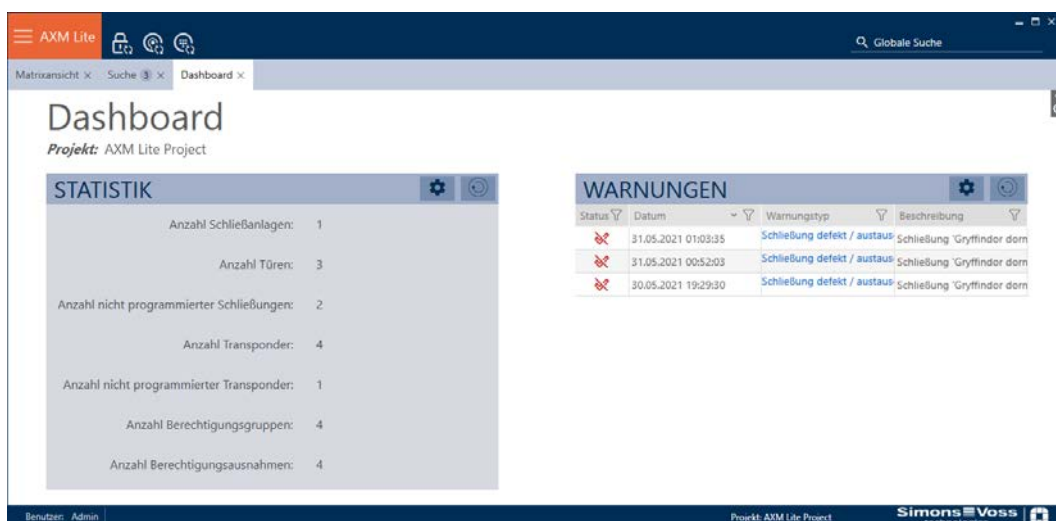 AXM Lite
Globale Suche
Matrixansicht Suche 3 Dashboard
Dashboard
Projekt: AXM Lite Project
STATISTIK
Anzahl Schließanlagen: 1
Anzahl Türen: 3
Anzahl nicht programmierter Schließungen: 2
Anzahl Transponder: 4
Anzahl nicht programmierter Transponder: 1
Anzahl Berechtigungsgruppen: 4
Anzahl Berechtigungsausnahmen: 4
WARNUNGEN
Status Datum Warnungstyp Beschreibung
31.05.2021 01:03:35 Schließung defekt / austaus Schließung 'Gryffindor dorn
31.05.2021 00:52:03 Schließung defekt / austaus Schließung 'Gryffindor dorn
30.05.2021 19:29:30 Schließung defekt / austaus Schließung 'Gryffindor dorn
Benutzer: Admin
Projekt: AXM Lite Project
SimonsVoss